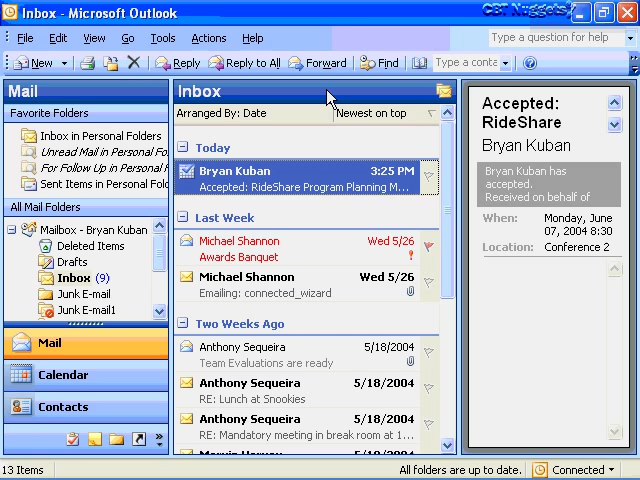 Inbox - Microsoft Outlook
CBT Nuggets
File Edit View Go Tools Actions Help
Type a question for help
New Reply Reply to All Forward Find Type a conta
Mail
Favorite Folders
Inbox in Personal Folders
Unread Mail in Personal Fo
For Follow Up in Personal F
Sent Items in Personal Folc
All Mail Folders
Mailbox - Bryan Kuban
Deleted Items
Drafts
Inbox (9)
Junk E-mail
Junk E-mail1
Mail
Calendar
Contacts
Inbox
Arranged By: Date Newest on top
Today
Bryan Kuban 3:25 PM
Accepted: RideShare Program Planning M...
Last Week
Michael Shannon Wed 5/26
Awards Banquet
Michael Shannon Wed 5/26
Emailing: connected_wizard
Two Weeks Ago
Anthony Sequeira 5/18/2004
Team Evaluations are ready
Anthony Sequeira 5/18/2004
RE: Lunch at Snookies
Anthony Sequeira 5/18/2004
RE: Mandatory meeting in break room at 1...
Accepted:
RideShare
Bryan Kuban
Bryan Kuban has
accepted.
Received on behalf of
When: Monday, June
07, 2004 8:30
Location: Conference 2
13 Items
All folders are up to date. Connected